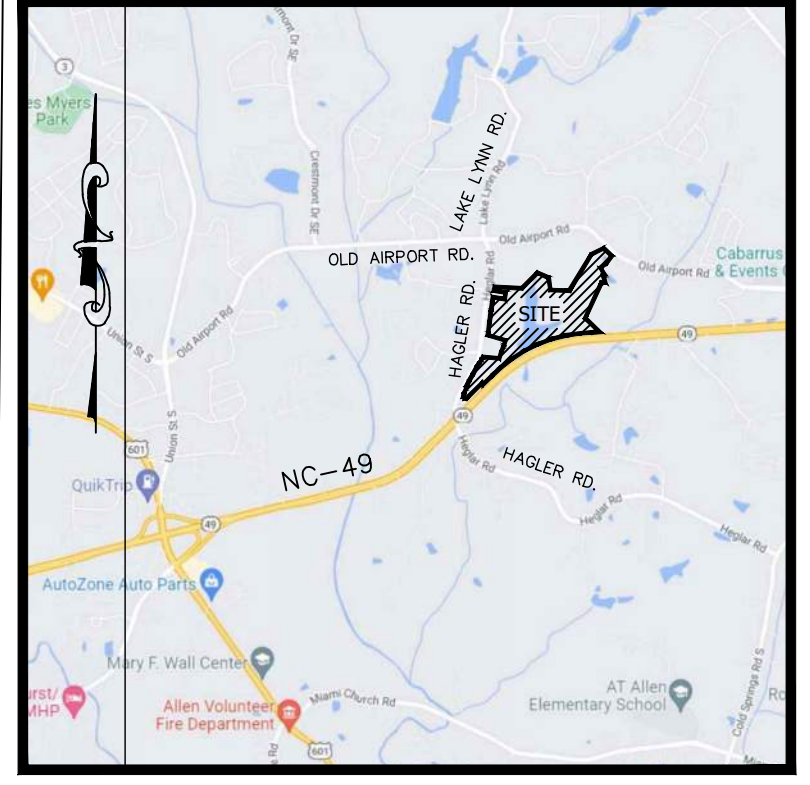 3
es Myers
Park
mont Dr SE
Crestmont Dr SE
LAKE LYNN RD.
Lake Lynn Rd
Old Airport Rd
OLD AIRPORT RD.
Old Airport Rd
Cabarrus
& Events
Heglar Rd
HAGLER RD.
SITE
49
Union St S
Old Airport Rd
49
Union St S
601
NC-49
Heglar Rd
HAGLER RD.
Heglar Rd
Heglar Rd
QuikTrip
49
AutoZone Auto Parts
Mary F. Wall Center
urst/
MHP
Allen Volunteer
Fire Department
Miami Church Rd
601
e Rd
AT Allen
Elementary School
Cold Springs Rd S
Ro